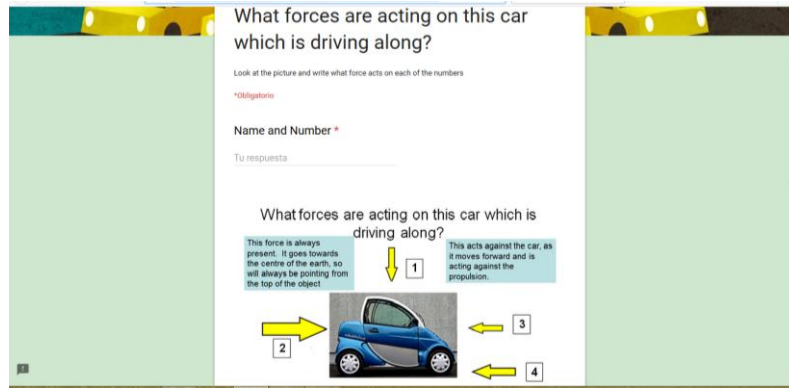 What forces are acting on this car
which is driving along?
Look at the picture and write what force acts on each of the numbers
*Obligatorio
Name and Number *
Tu respuesta
What forces are acting on this car which is
driving along?
This force is always
present. It goes towards
the centre of the earth, so
will always be pointing from
the top of the object
This acts against the car, as
it moves forward and is
acting against the
propulsion.
1
2
3
4